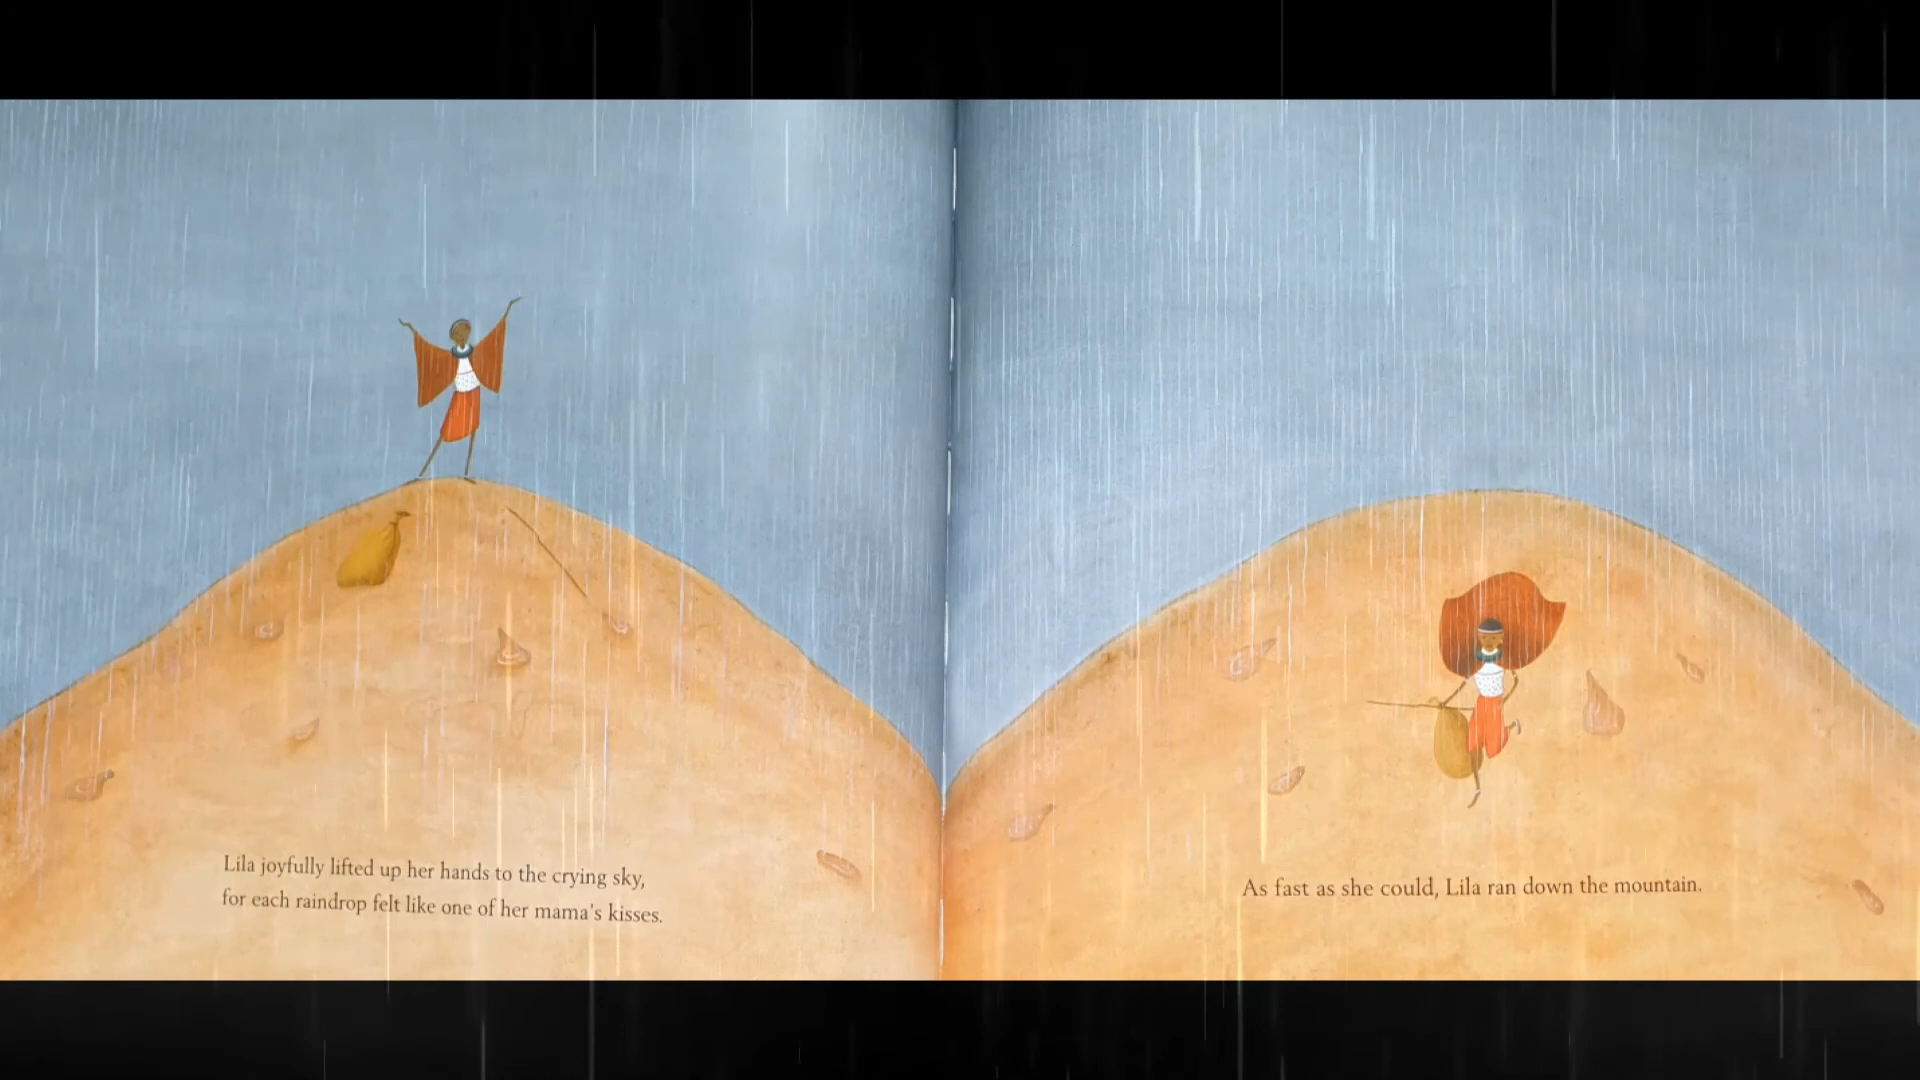 Lila joyfully lifted up her hands to the crying sky,
for each raindrop felt like one of her mama's kisses.
As fast as she could, Lila ran down the mountain.